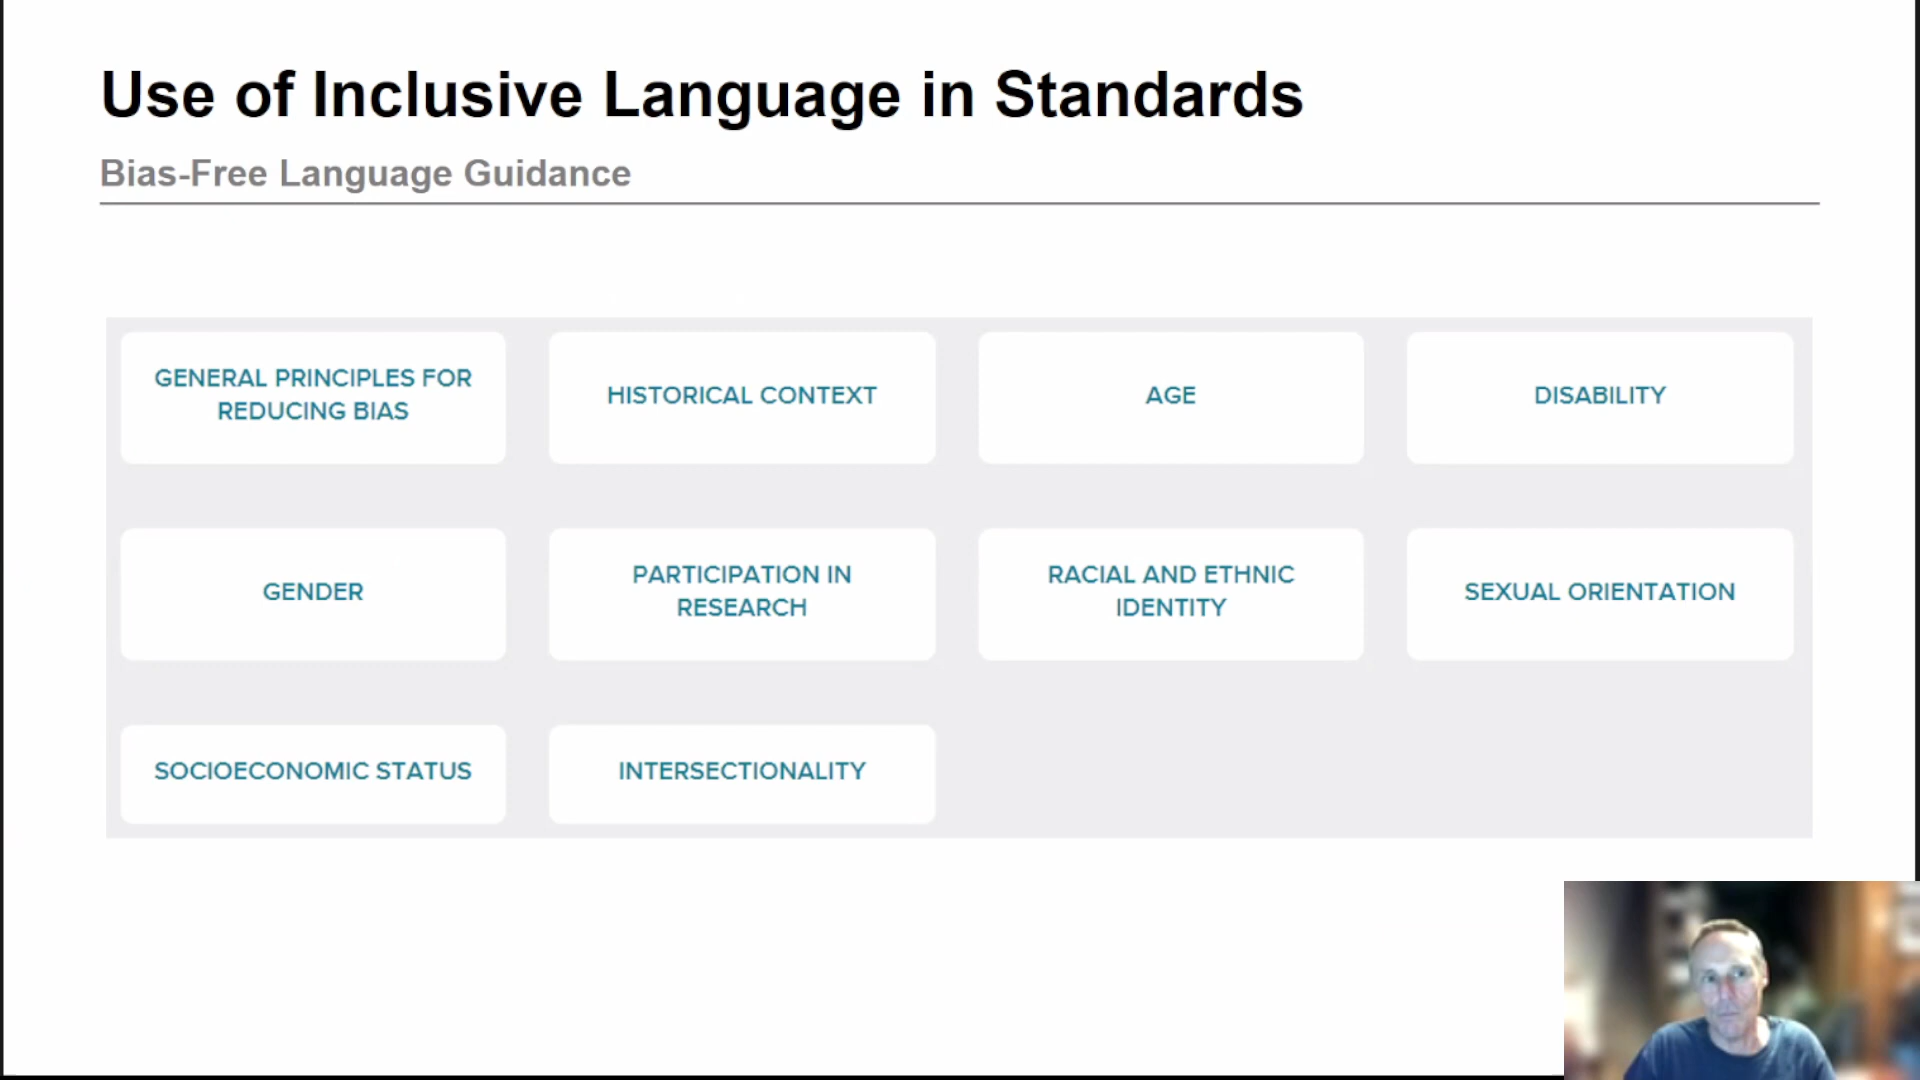 Use of Inclusive Language in Standards
Bias-Free Language Guidance
GENERAL PRINCIPLES FOR
REDUCING BIAS
HISTORICAL CONTEXT
AGE
DISABILITY
GENDER
PARTICIPATION IN
RESEARCH
RACIAL AND ETHNIC
IDENTITY
SEXUAL ORIENTATION
SOCIOECONOMIC STATUS
INTERSECTIONALITY